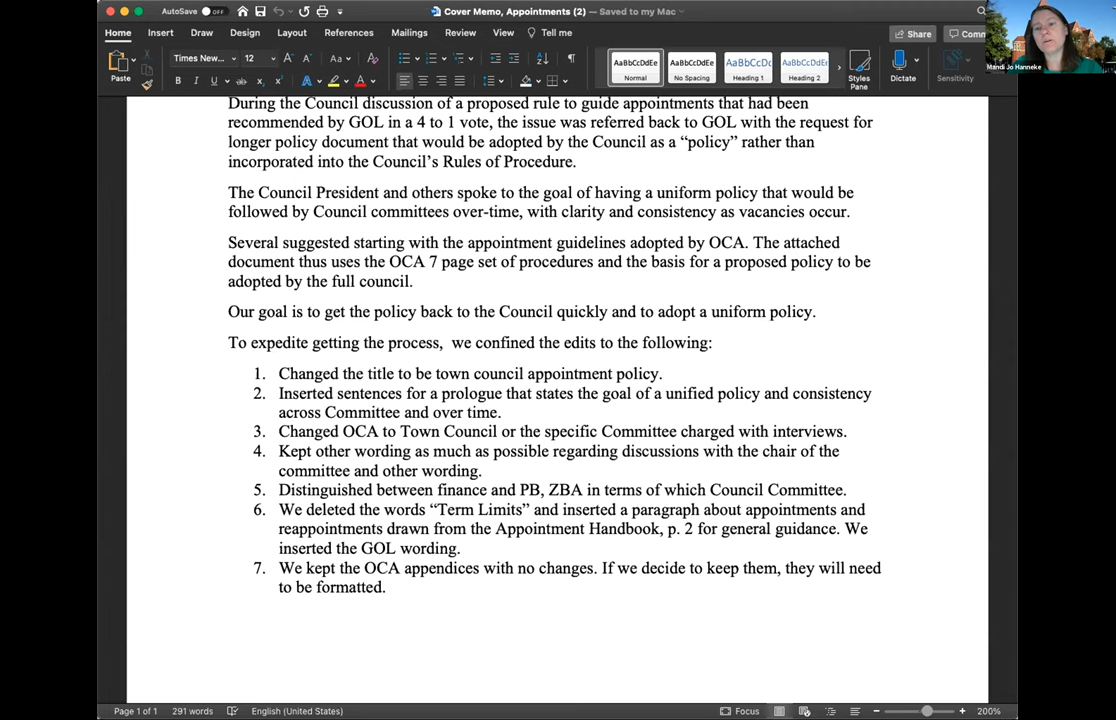 AutoSave OFF
Cover Memo, Appointments (2) — Saved to my Mac
Home Insert Draw Design Layout References Mailings Review View Tell me
Share
Paste
Times New... 12
Aa
B I U ab x
A
¶
AaBbCcDdEe AaBbCcDdEe AaBbCcDc AaBbCcDdEe
Normal No Spacing Heading 1 Heading 2
Styles Pane
Dictate
Sensitivity
Mandi Jo Hanneke
During the Council discussion of a proposed rule to guide appointments that had been
recommended by GOL in a 4 to 1 vote, the issue was referred back to GOL with the request for
longer policy document that would be adopted by the Council as a “policy” rather than
incorporated into the Council’s Rules of Procedure.
The Council President and others spoke to the goal of having a uniform policy that would be
followed by Council committees over-time, with clarity and consistency as vacancies occur.
Several suggested starting with the appointment guidelines adopted by OCA. The attached
document thus uses the OCA 7 page set of procedures and the basis for a proposed policy to be
adopted by the full council.
Our goal is to get the policy back to the Council quickly and to adopt a uniform policy.
To expedite getting the process, we confined the edits to the following:
1. Changed the title to be town council appointment policy.
2. Inserted sentences for a prologue that states the goal of a unified policy and consistency
across Committee and over time.
3. Changed OCA to Town Council or the specific Committee charged with interviews.
4. Kept other wording as much as possible regarding discussions with the chair of the
committee and other wording.
5. Distinguished between finance and PB, ZBA in terms of which Council Committee.
6. We deleted the words “Term Limits” and inserted a paragraph about appointments and
reappointments drawn from the Appointment Handbook, p. 2 for general guidance. We
inserted the GOL wording.
7. We kept the OCA appendices with no changes. If we decide to keep them, they will need
to be formatted.
Page 1 of 1 291 words English (United States) Focus 200%